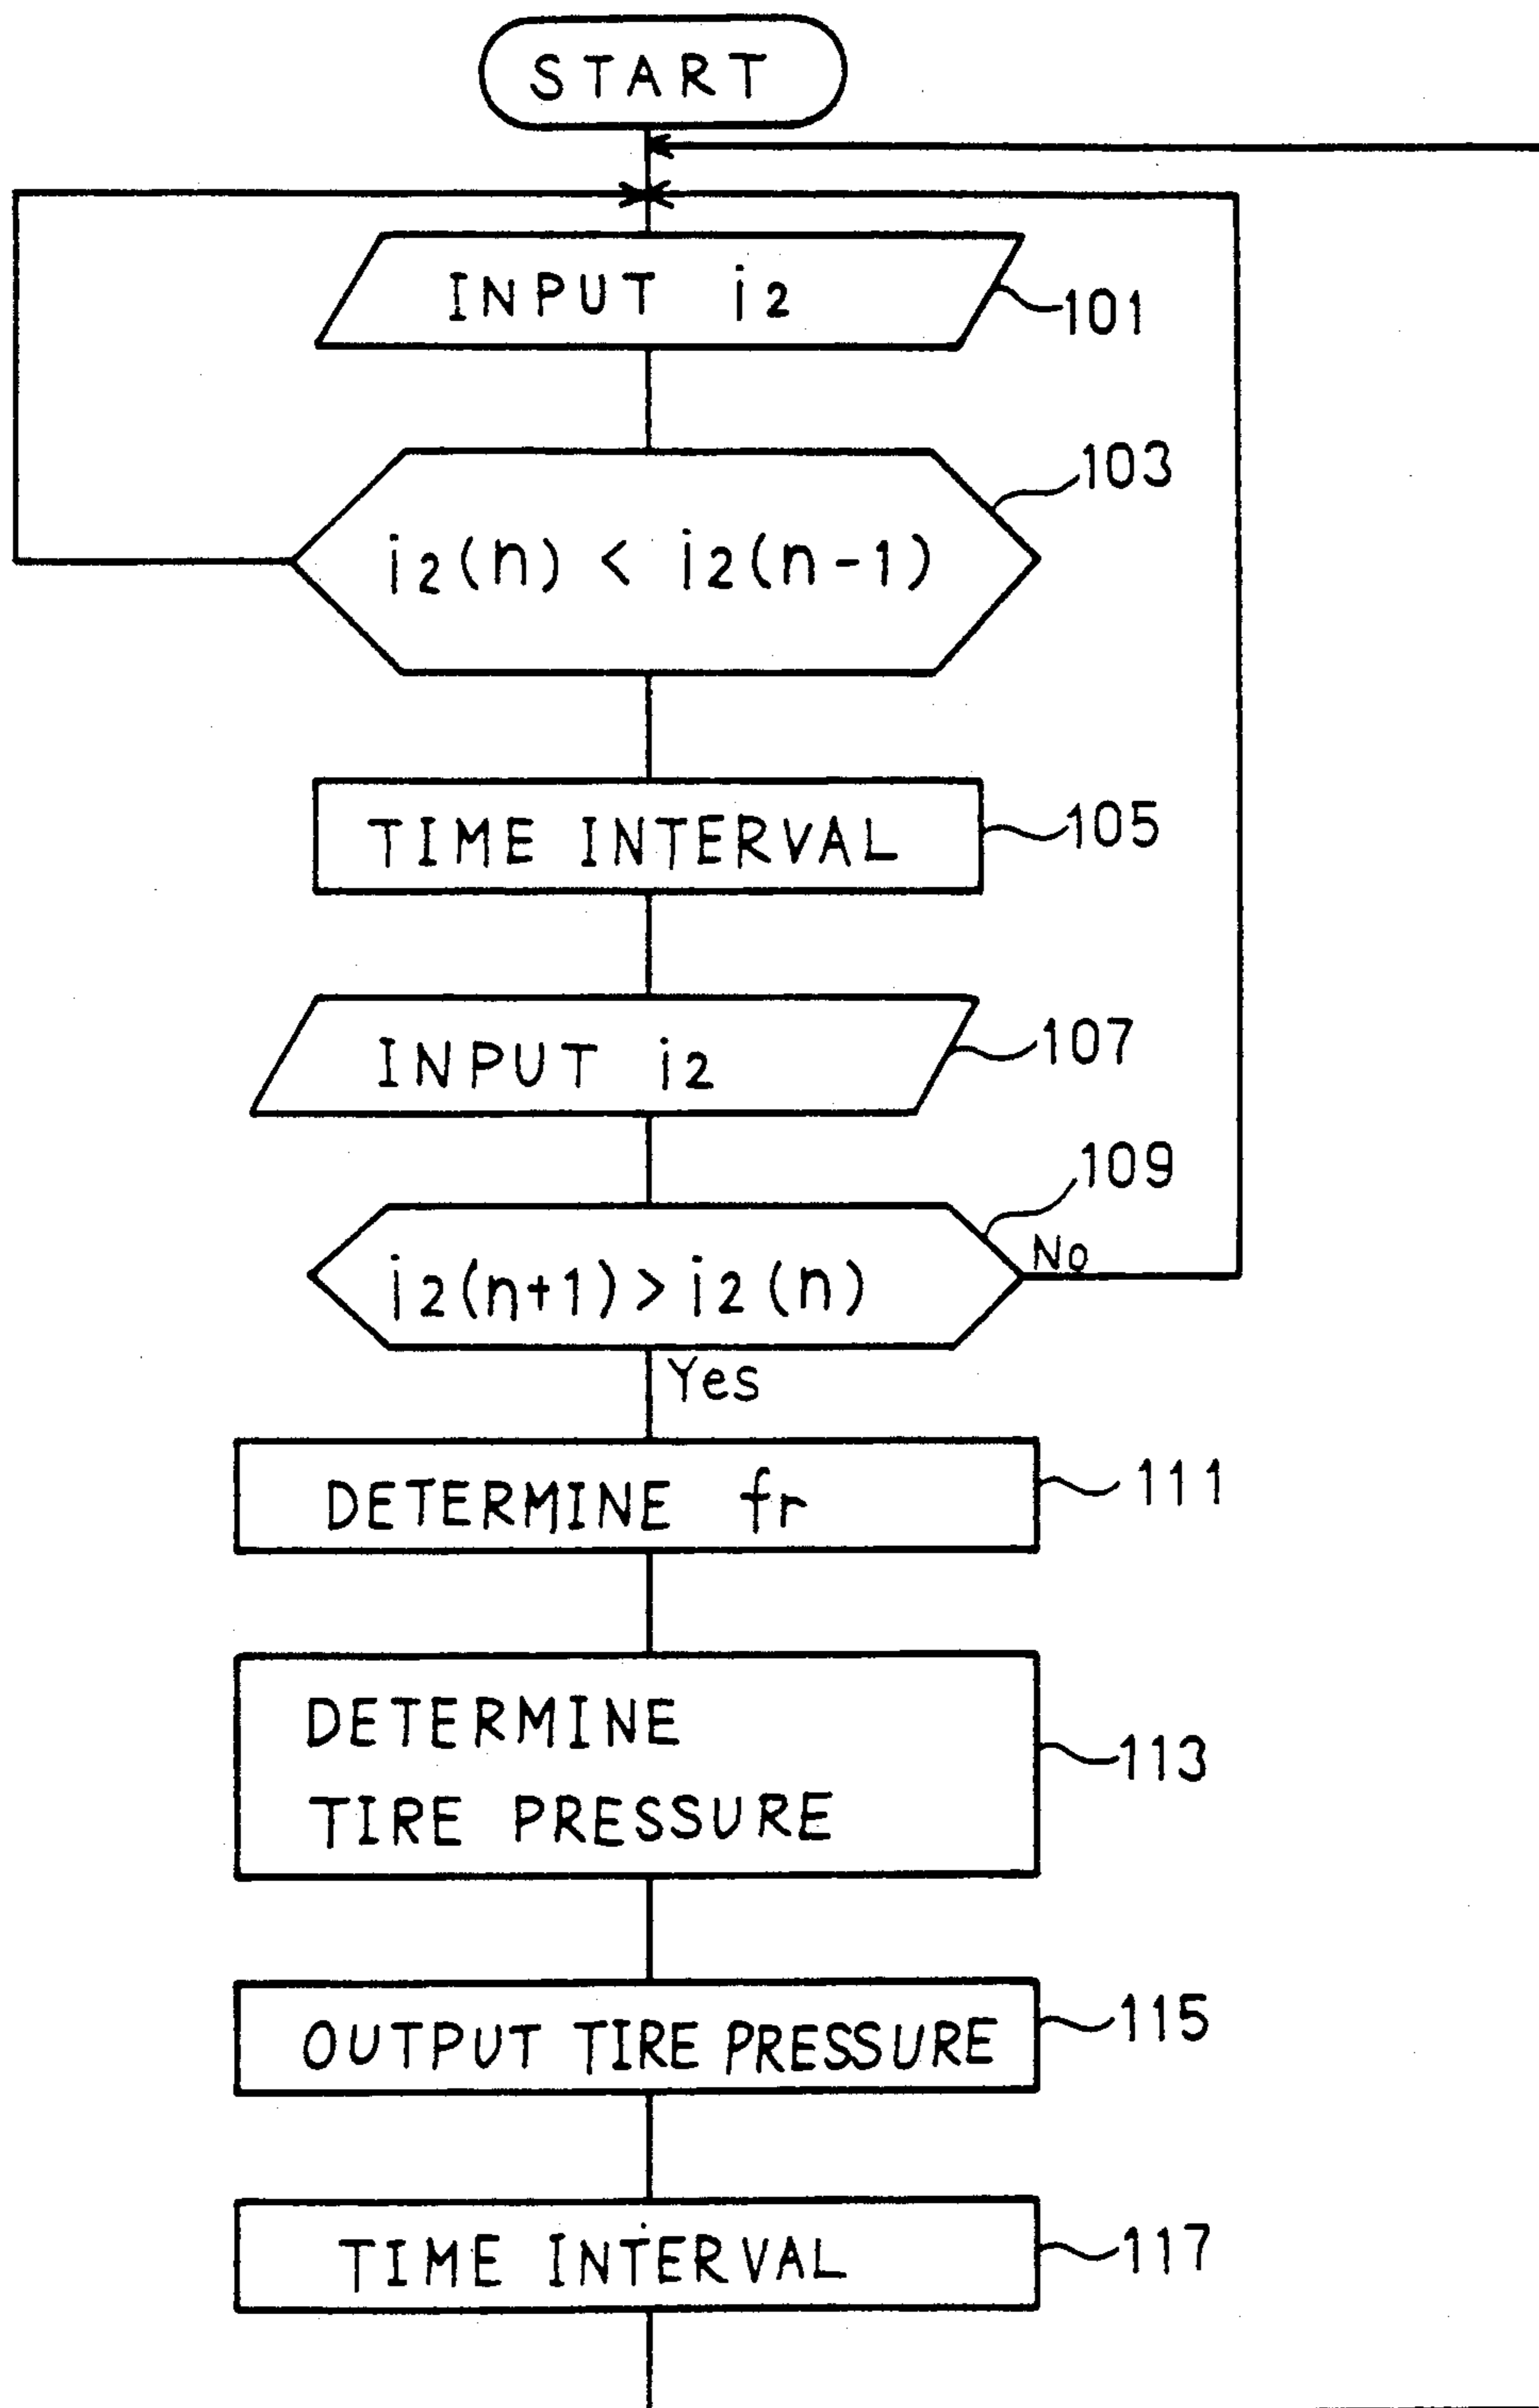 START
INPUT i2
101
103
i2(n) < i2(n-1)
TIME INTERVAL
105
INPUT i2
107
109
i2(n+1) > i2(n)
No
Yes
DETERMINE fr
111
DETERMINE
TIRE PRESSURE
113
OUTPUT TIRE PRESSURE
115
TIME INTERVAL
117